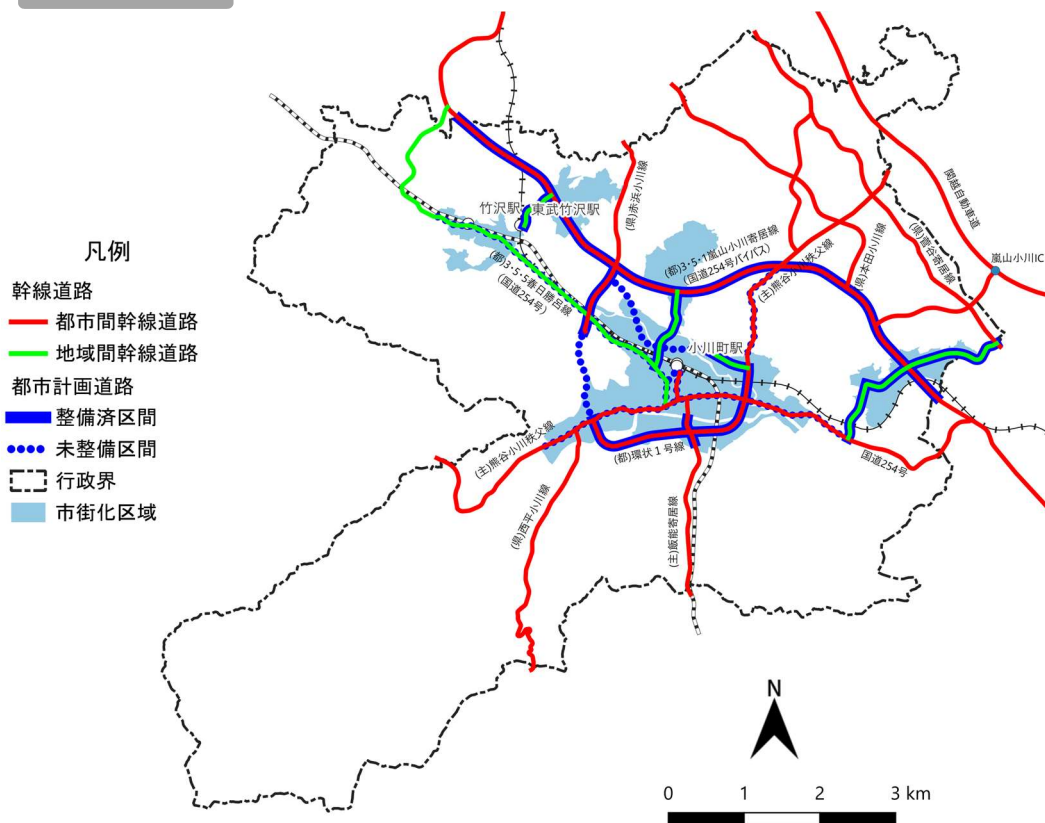 凡例
幹線道路
都市間幹線道路
地域間幹線道路
都市計画道路
整備済区間
未整備区間
行政界
市街化区域
竹沢駅
東武竹沢駅
(都)3・5・5春日勝呂線
(国道254号)
(県)赤浜小川線
(都)3・5・1嵐山小川寄居線
(国道254号バイパス)
(主)熊谷小川秩父線
(県)本田小川線
(県)菅谷寄居線
関越自動車道
嵐山小川IC
小川町駅
(主)熊谷小川秩父線
(都)環状1号線
国道254号
(県)西平小川線
(主)飯能寄居線
N
0 1 2 3 km